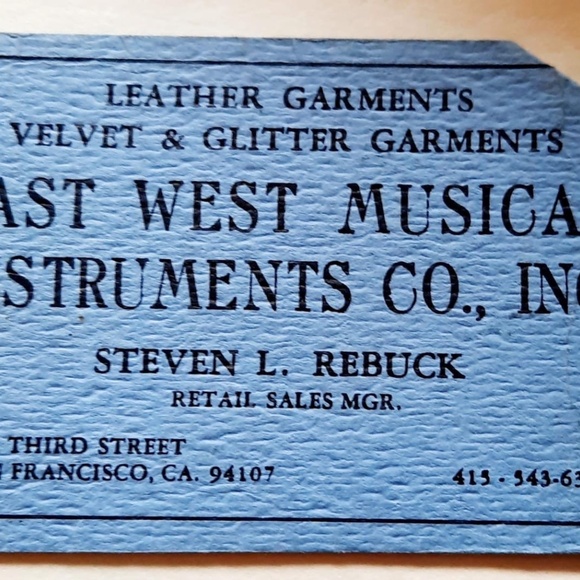 LEATHER GARMENTS
VELVET & GLITTER GARMENTS
AST WEST MUSICA
STRUMENTS CO., INC
STEVEN L. REBUCK
RETAIL SALES MGR.
THIRD STREET
FRANCISCO, CA. 94107
415 - 543-63